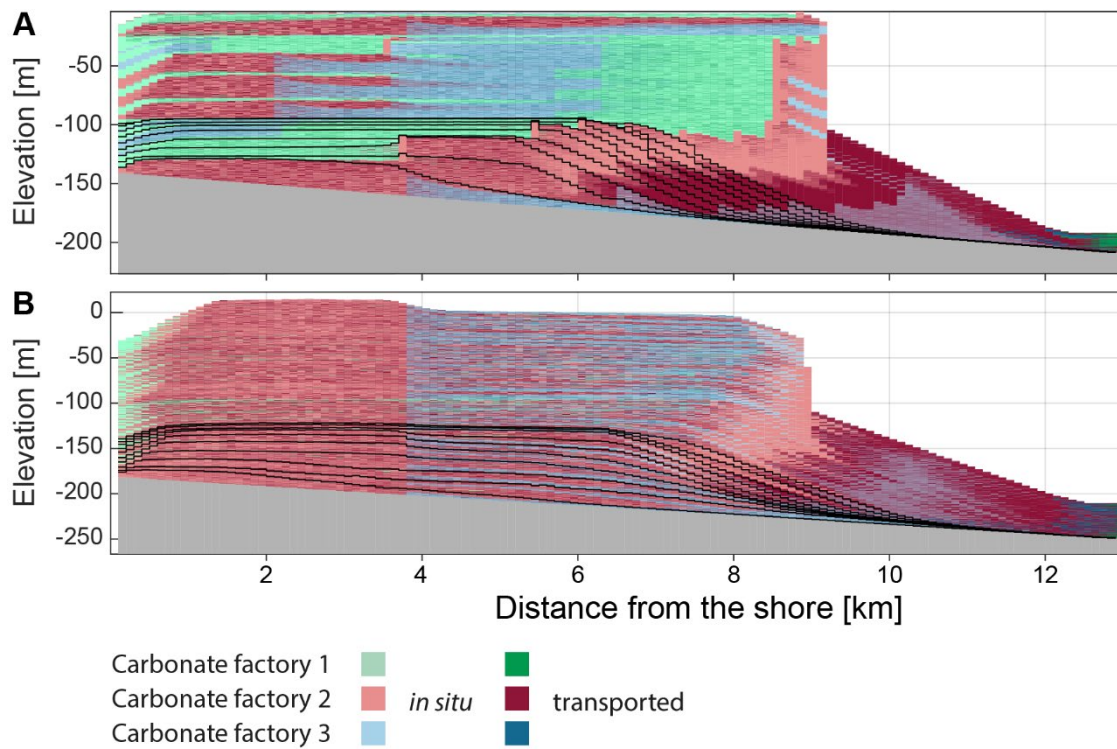 A
Elevation [m]
-50
-100
-150
-200
B
Elevation [m]
0
-50
-100
-150
-200
-250
2 4 6 8 10 12
Distance from the shore [km]
Carbonate factory 1
Carbonate factory 2 in situ transported
Carbonate factory 3